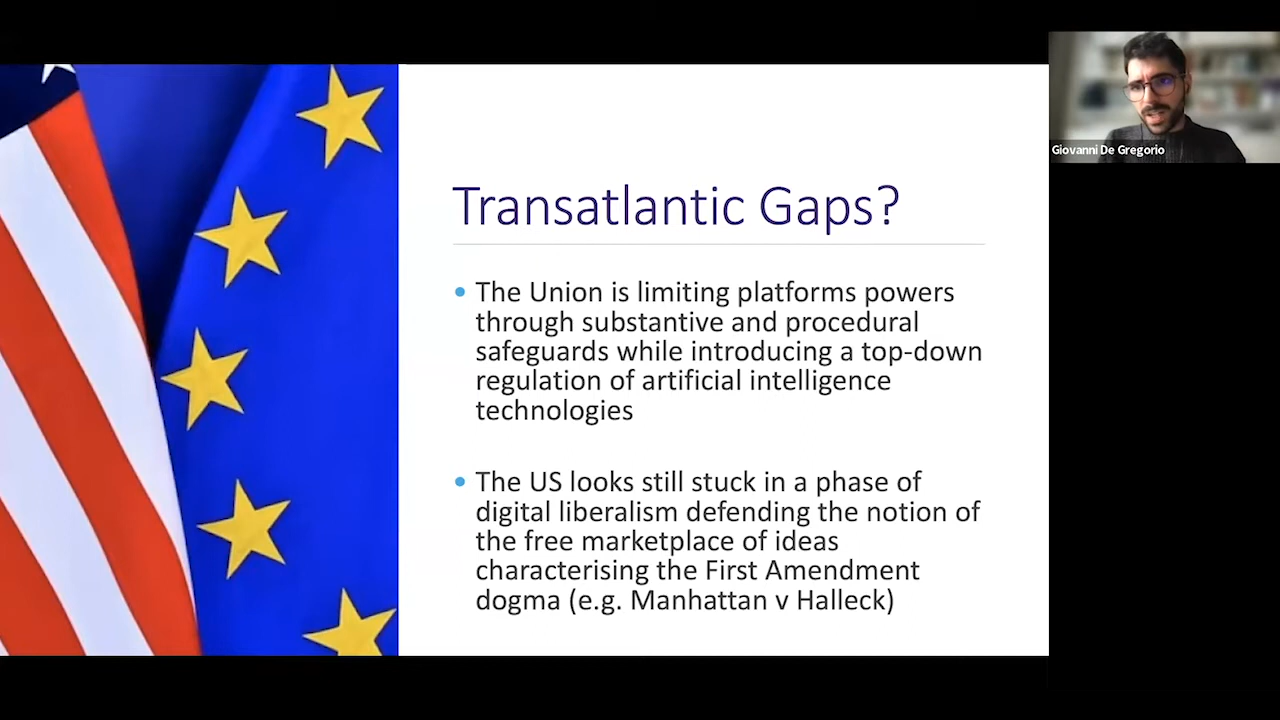 Transatlantic Gaps?
The Union is limiting platforms powers
through substantive and procedural
safeguards while introducing a top-down
regulation of artificial intelligence
technologies
The US looks still stuck in a phase of
digital liberalism defending the notion of
the free marketplace of ideas
characterising the First Amendment
dogma (e.g. Manhattan v Halleck)
Giovanni De Gregorio